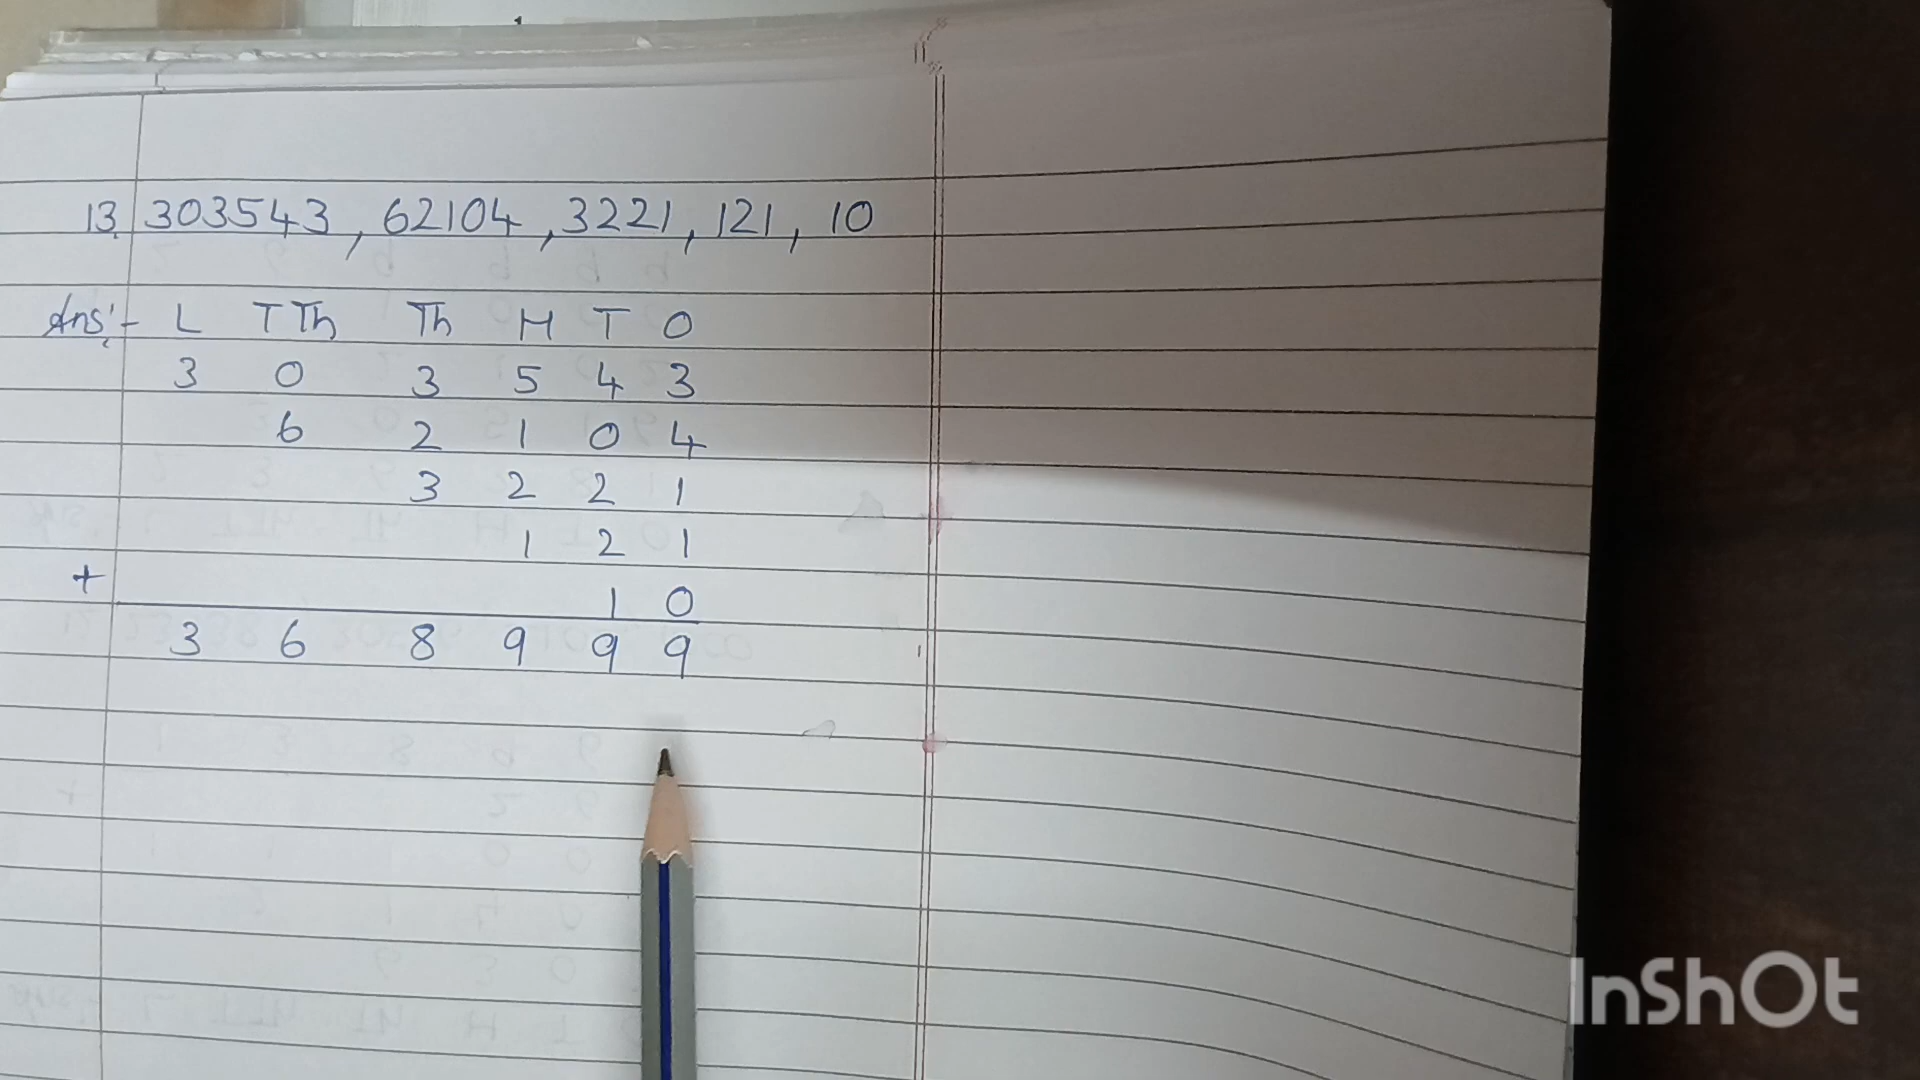 13. 303543, 62104, 3221, 121, 10
Ans:- L T Th Th H T O
3 0 3 5 4 3
6 2 1 0 4
3 2 2 1
1 2 1
+ 1 0
3 6 8 9 9 9
InShOt